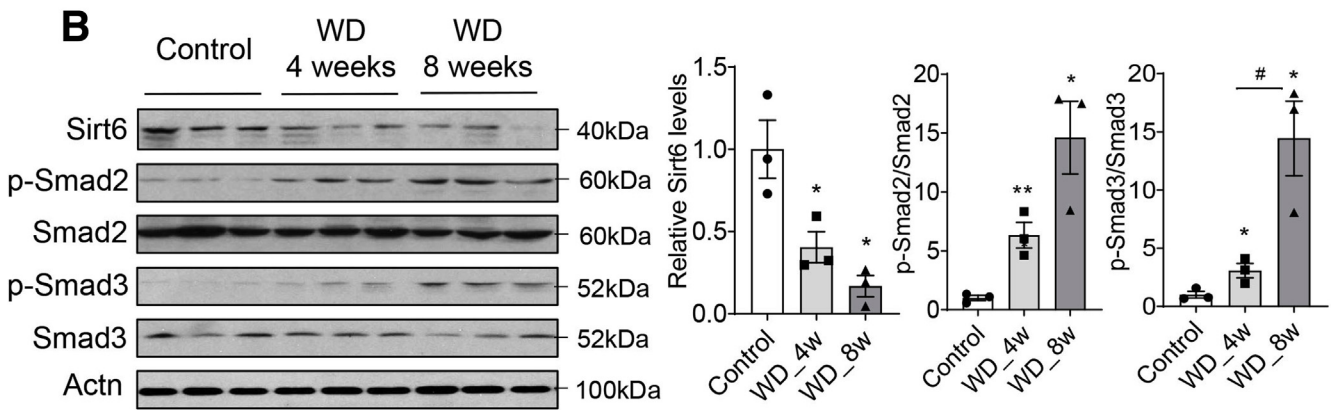 B
Control
WD
4 weeks
WD
8 weeks
Sirt6
40kDa
p-Smad2
60kDa
Smad2
60kDa
p-Smad3
52kDa
Smad3
52kDa
Actn
100kDa
Relative Sirt6 levels
1.5
1.0
0.5
0.0
*
*
Control
WD_4w
WD_8w
p-Smad2/Smad2
20
15
10
5
0
**
*
Control
WD_4w
WD_8w
p-Smad3/Smad3
20
15
10
5
0
*
#
*
Control
WD_4w
WD_8w